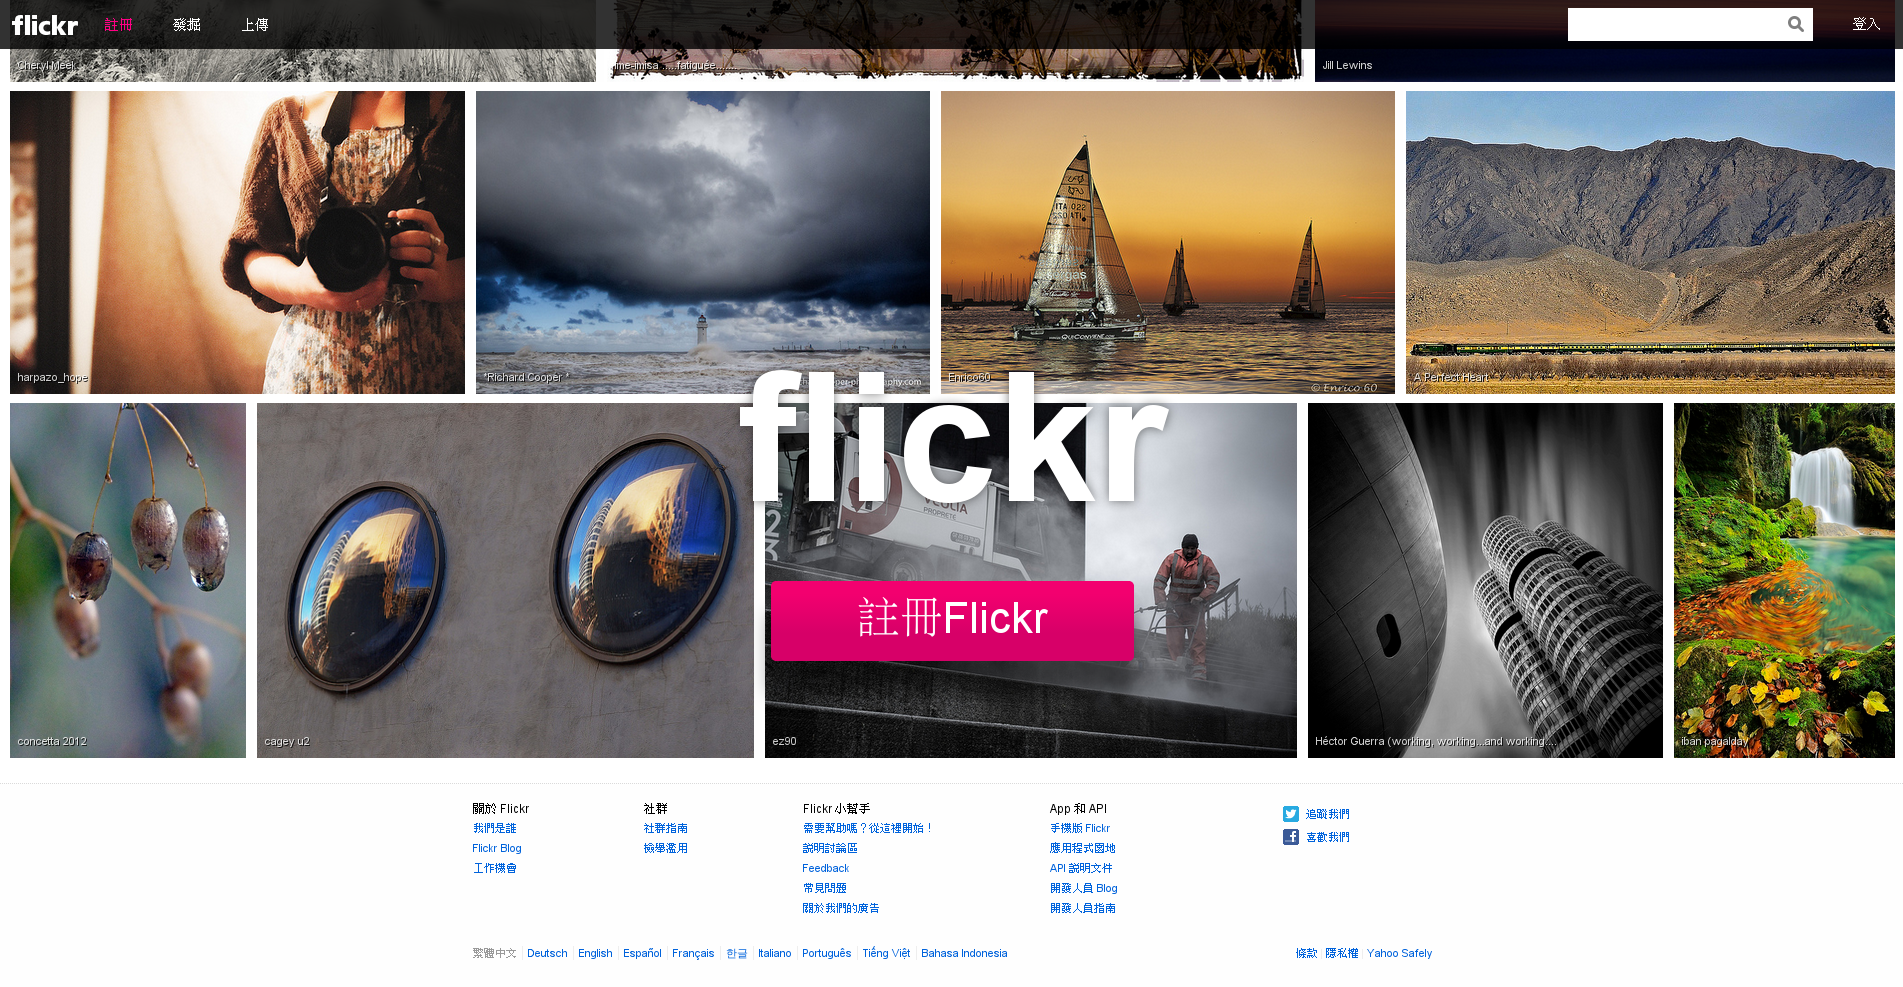 flickr 註冊 發掘 上傳 登入
Cheryl Meek...
ime-imisa ....fatiguée......
Jill Lewins
ITA 022
harpazo_hope
*Richard Cooper *
Enrico60
QUICONVIENE.COM
© Enrico 60
A Perfect Heart
flickr
PROPRETÉ
註冊Flickr
concetta 2012
cagey u2
ez90
Héctor Guerra (working, working...and working:...
ibán pagalday
關於 Flickr
我們是誰
Flickr Blog
工作機會
社群
社群指南
檢舉濫用
Flickr 小幫手
需要幫助嗎？從這裡開始！
說明討論區
Feedback
常見問題
關於我們的廣告
App 和 API
手機版 Flickr
應用程式園地
API 說明文件
開發人員 Blog
開發人員指南
追蹤我們
喜歡我們
繁體中文 Deutsch English Español Français 한글 Italiano Português Tiếng Việt Bahasa Indonesia
條款 隱私權 Yahoo Safely